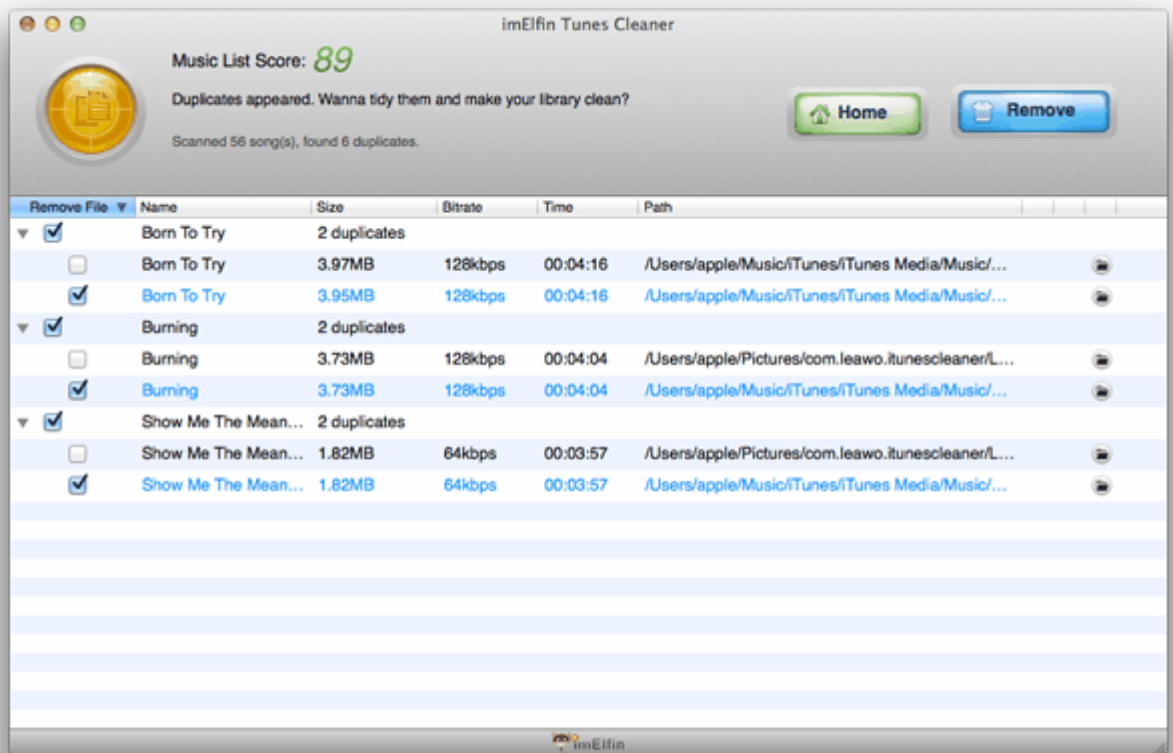 imElfin Tunes Cleaner
Music List Score: 89
Duplicates appeared. Wanna tidy them and make your library clean?
Home
Remove
Scanned 56 song(s), found 6 duplicates.
Remove File Name Size Bitrate Time Path
Born To Try 2 duplicates
Born To Try 3.97MB 128kbps 00:04:16 /Users/apple/Music/iTunes/iTunes Media/Music/...
Born To Try 3.95MB 128kbps 00:04:16 /Users/apple/Music/iTunes/iTunes Media/Music/...
Burning 2 duplicates
Burning 3.73MB 128kbps 00:04:04 /Users/apple/Pictures/com.leawo.itunescleaner/L...
Burning 3.73MB 128kbps 00:04:04 /Users/apple/Music/iTunes/iTunes Media/Music/...
Show Me The Mean... 2 duplicates
Show Me The Mean... 1.82MB 64kbps 00:03:57 /Users/apple/Pictures/com.leawo.itunescleaner/L...
Show Me The Mean... 1.82MB 64kbps 00:03:57 /Users/apple/Music/iTunes/iTunes Media/Music/...
imElfin